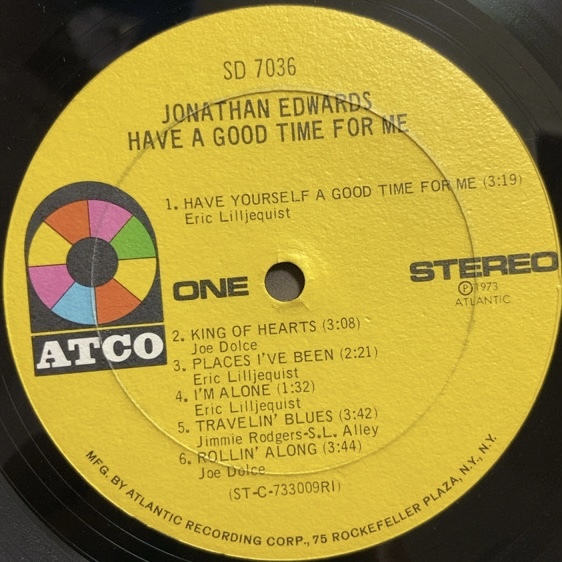 SD 7036
JONATHAN EDWARDS
HAVE A GOOD TIME FOR ME
1. HAVE YOURSELF A GOOD TIME FOR ME (3:19)
Eric Lilljequist
ATCO
ONE
STEREO
Ⓟ1973
ATLANTIC
2. KING OF HEARTS (3:08)
Joe Dolce
3. PLACES I'VE BEEN (2:21)
Eric Lilljequist
4. I'M ALONE (1:32)
Eric Lilljequist
5. TRAVELIN' BLUES (3:42)
Jimmie Rodgers-S.L. Alley
6. ROLLIN' ALONG (3:44)
Joe Dolce
(ST-C-733009RI)
MFG. BY ATLANTIC RECORDING CORP., 75 ROCKEFELLER PLAZA, N.Y., N.Y.